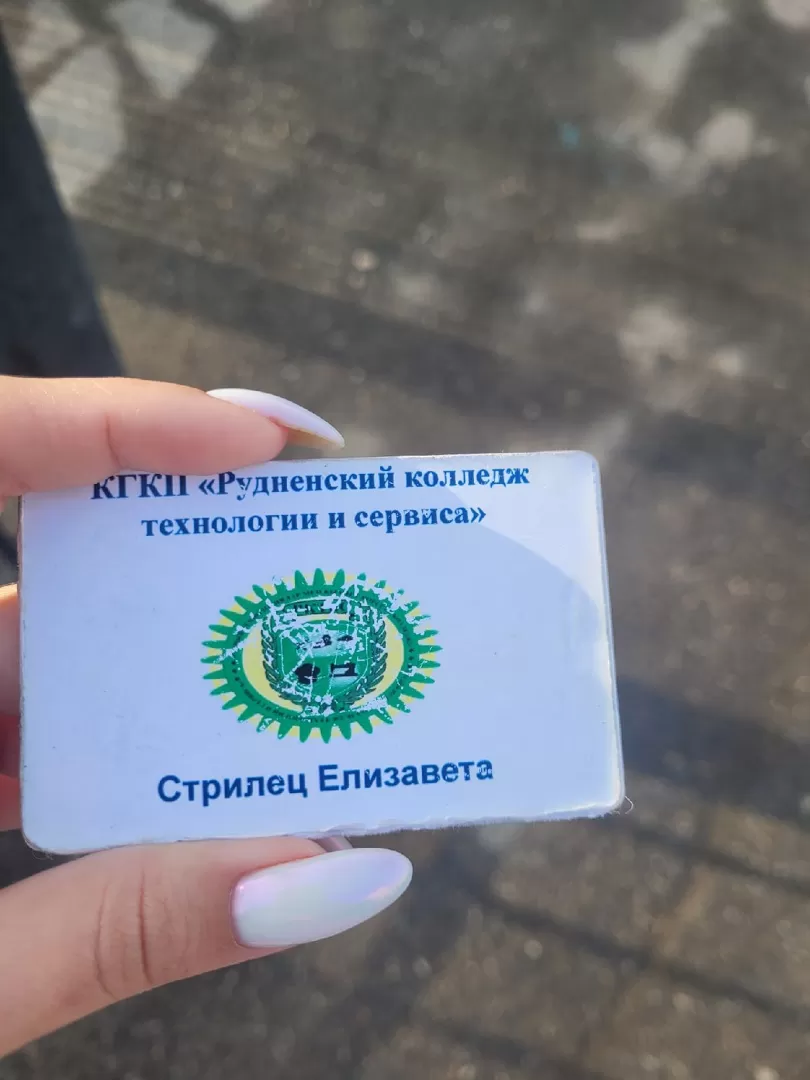 КГКП «Рудненский колледж
технологии и сервиса»
Стрилец Елизавета